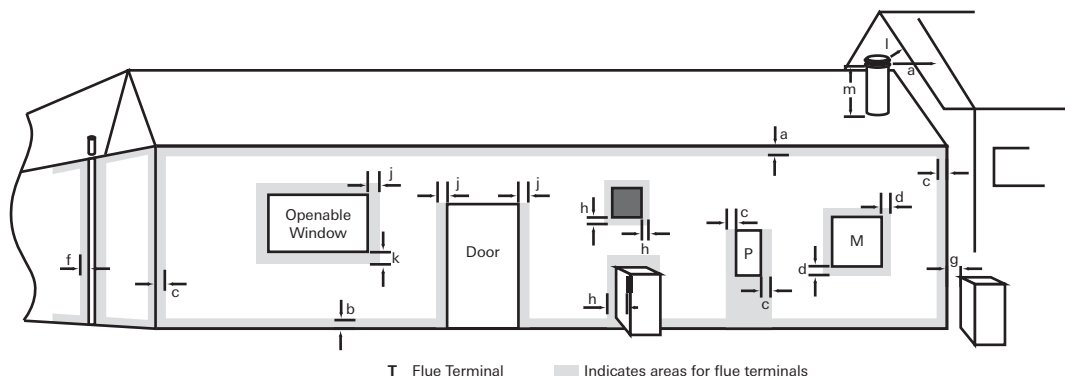 l
a
m
a
c
j
j
j
h
c
d
Openable
Window
Door
h
P
M
k
f
d
g
c
h
c
b
T Flue Terminal
Indicates areas for flue terminals